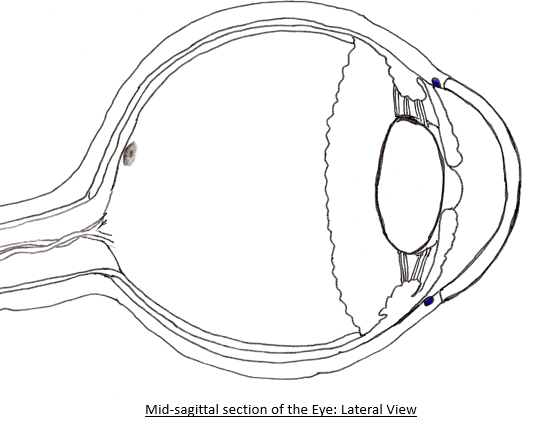 Mid-sagittal section of the Eye: Lateral View